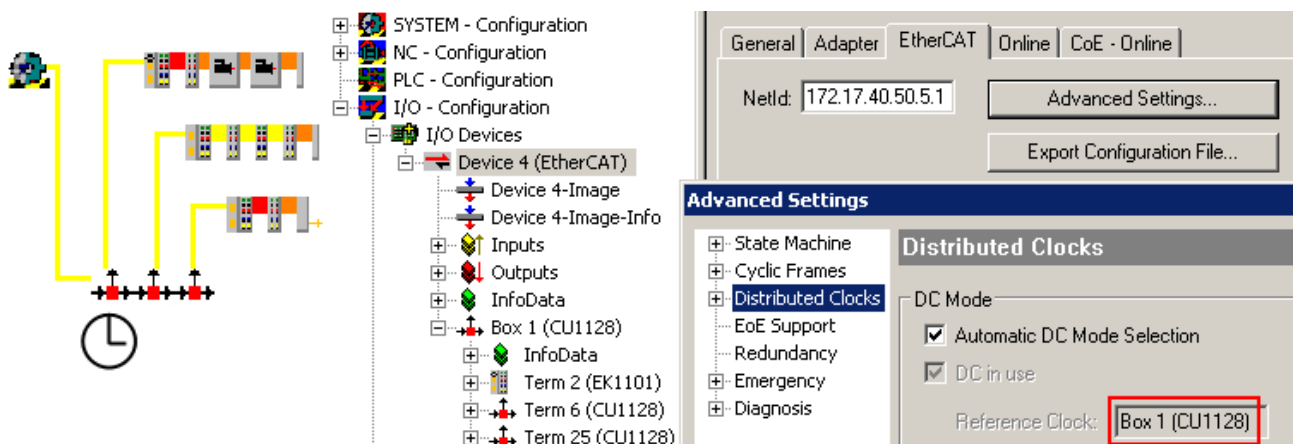 SYSTEM - Configuration
NC - Configuration
PLC - Configuration
I/O - Configuration
I/O Devices
Device 4 (EtherCAT)
Device 4-Image
Device 4-Image-Info
Inputs
Outputs
InfoData
Box 1 (CU1128)
InfoData
Term 2 (EK1101)
Term 6 (CU1128)
Term 25 (CU1128)
General Adapter EtherCAT Online CoE - Online
NetId: 172.17.40.50.5.1 Advanced Settings...
Export Configuration File...
Advanced Settings
State Machine
Cyclic Frames
Distributed Clocks
EoE Support
Redundancy
Emergency
Diagnosis
Distributed Clocks
DC Mode
Automatic DC Mode Selection
DC in use
Reference Clock: Box 1 (CU1128)